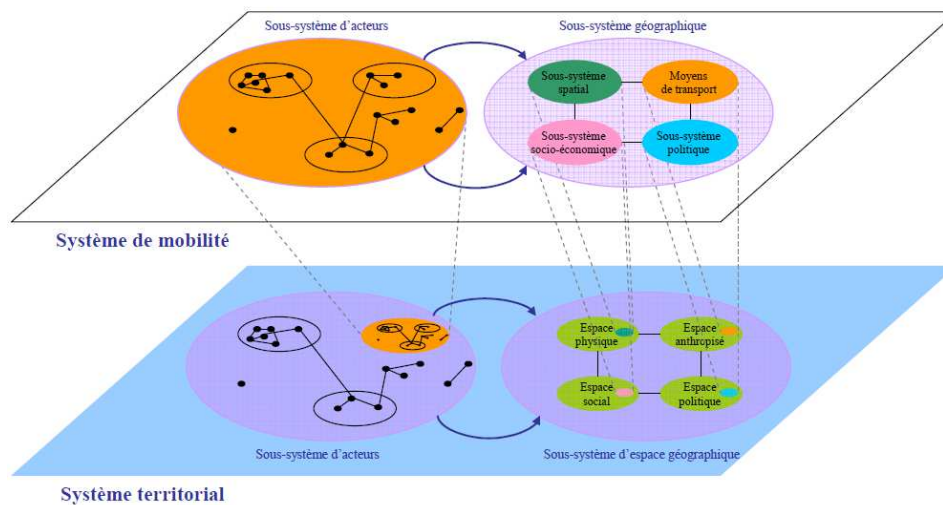 Sous-système d'acteurs
Sous-système géographique
Sous-système
spatial
Moyens
de transport
Sous-système
socio-économique
Sous-système
politique
Système de mobilité
Espace
physique
Espace
anthropisé
Espace
social
Espace
politique
Sous-système d'acteurs
Sous-système d'espace géographique
Système territorial